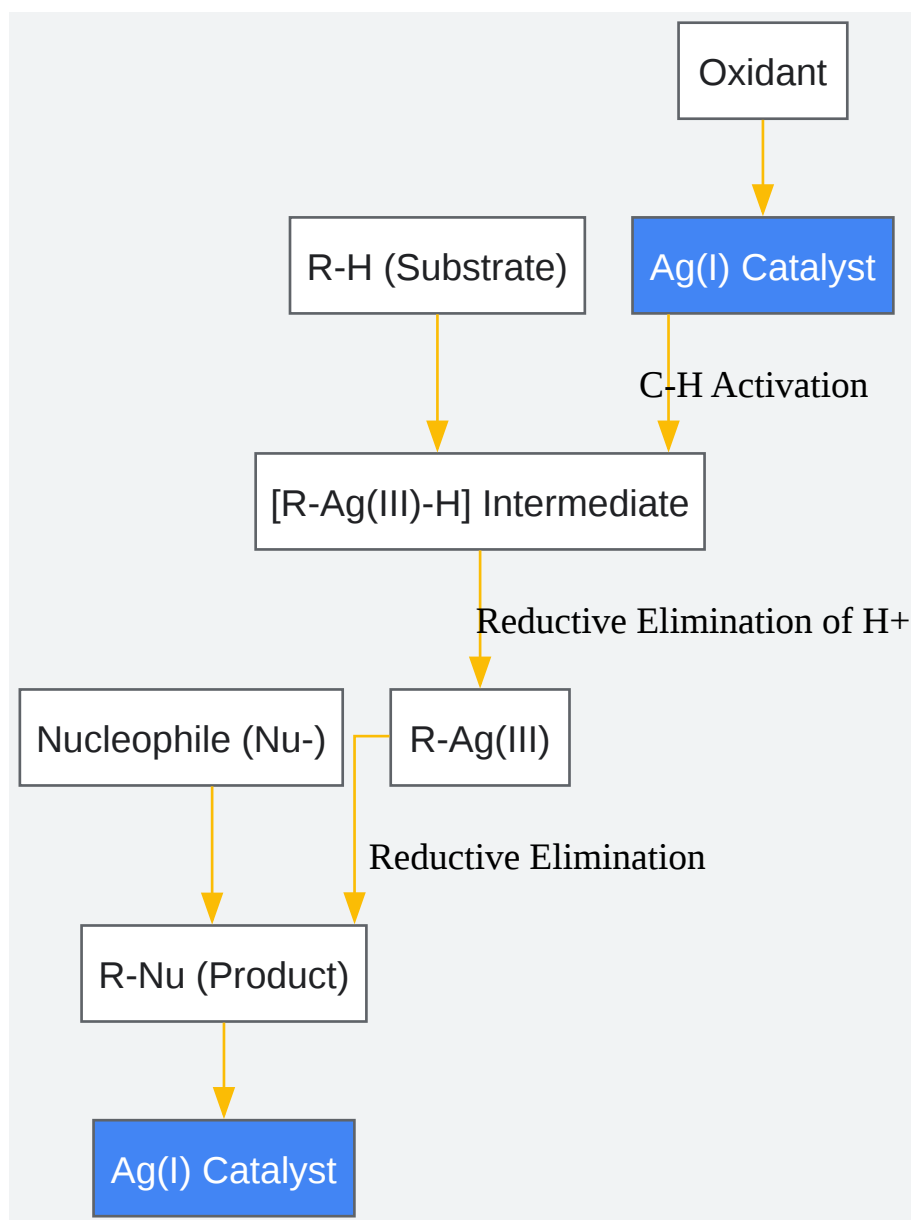 Oxidant
R-H (Substrate)
Ag(I) Catalyst
C-H Activation
[R-Ag(III)-H] Intermediate
Reductive Elimination of H+
Nucleophile (Nu-)
R-Ag(III)
Reductive Elimination
R-Nu (Product)
Ag(I) Catalyst